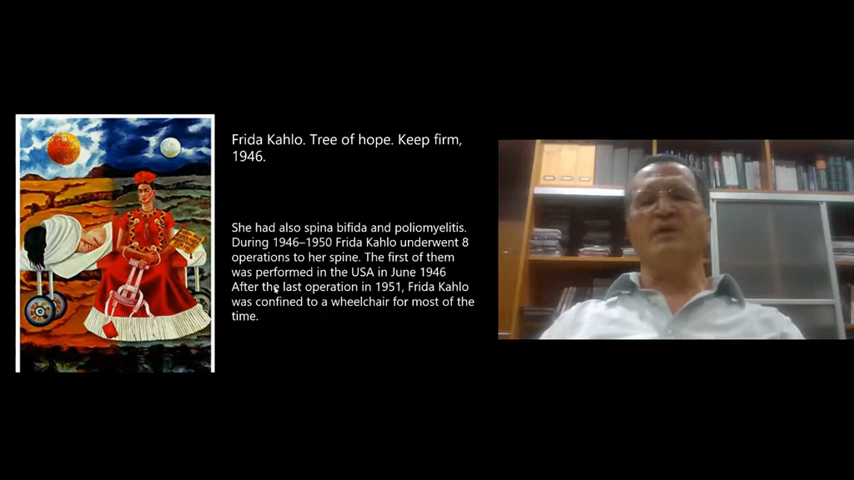 Frida Kahlo. Tree of hope. Keep firm,
1946.
She had also spina bifida and poliomyelitis.
During 1946–1950 Frida Kahlo underwent 8
operations to her spine. The first of them
was performed in the USA in June 1946
After the last operation in 1951, Frida Kahlo
was confined to a wheelchair for most of the
time.